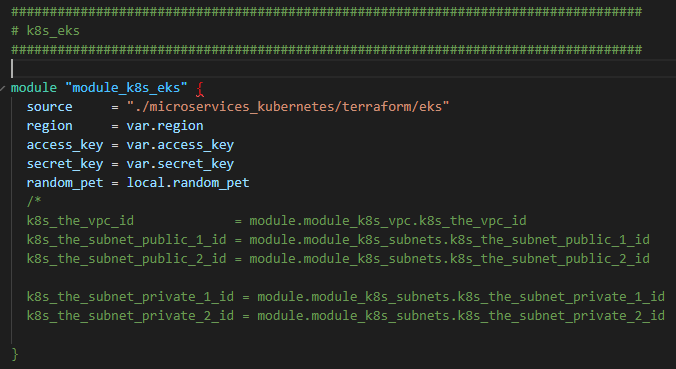 ################################################################################
# k8s_eks
################################################################################
module "module_k8s_eks" {
source = "./microservices_kubernetes/terraform/eks"
region = var.region
access_key = var.access_key
secret_key = var.secret_key
random_pet = local.random_pet
/*
k8s_the_vpc_id = module.module_k8s_vpc.k8s_the_vpc_id
k8s_the_subnet_public_1_id = module.module_k8s_subnets.k8s_the_subnet_public_1_id
k8s_the_subnet_public_2_id = module.module_k8s_subnets.k8s_the_subnet_public_2_id
k8s_the_subnet_private_1_id = module.module_k8s_subnets.k8s_the_subnet_private_1_id
k8s_the_subnet_private_2_id = module.module_k8s_subnets.k8s_the_subnet_private_2_id
}